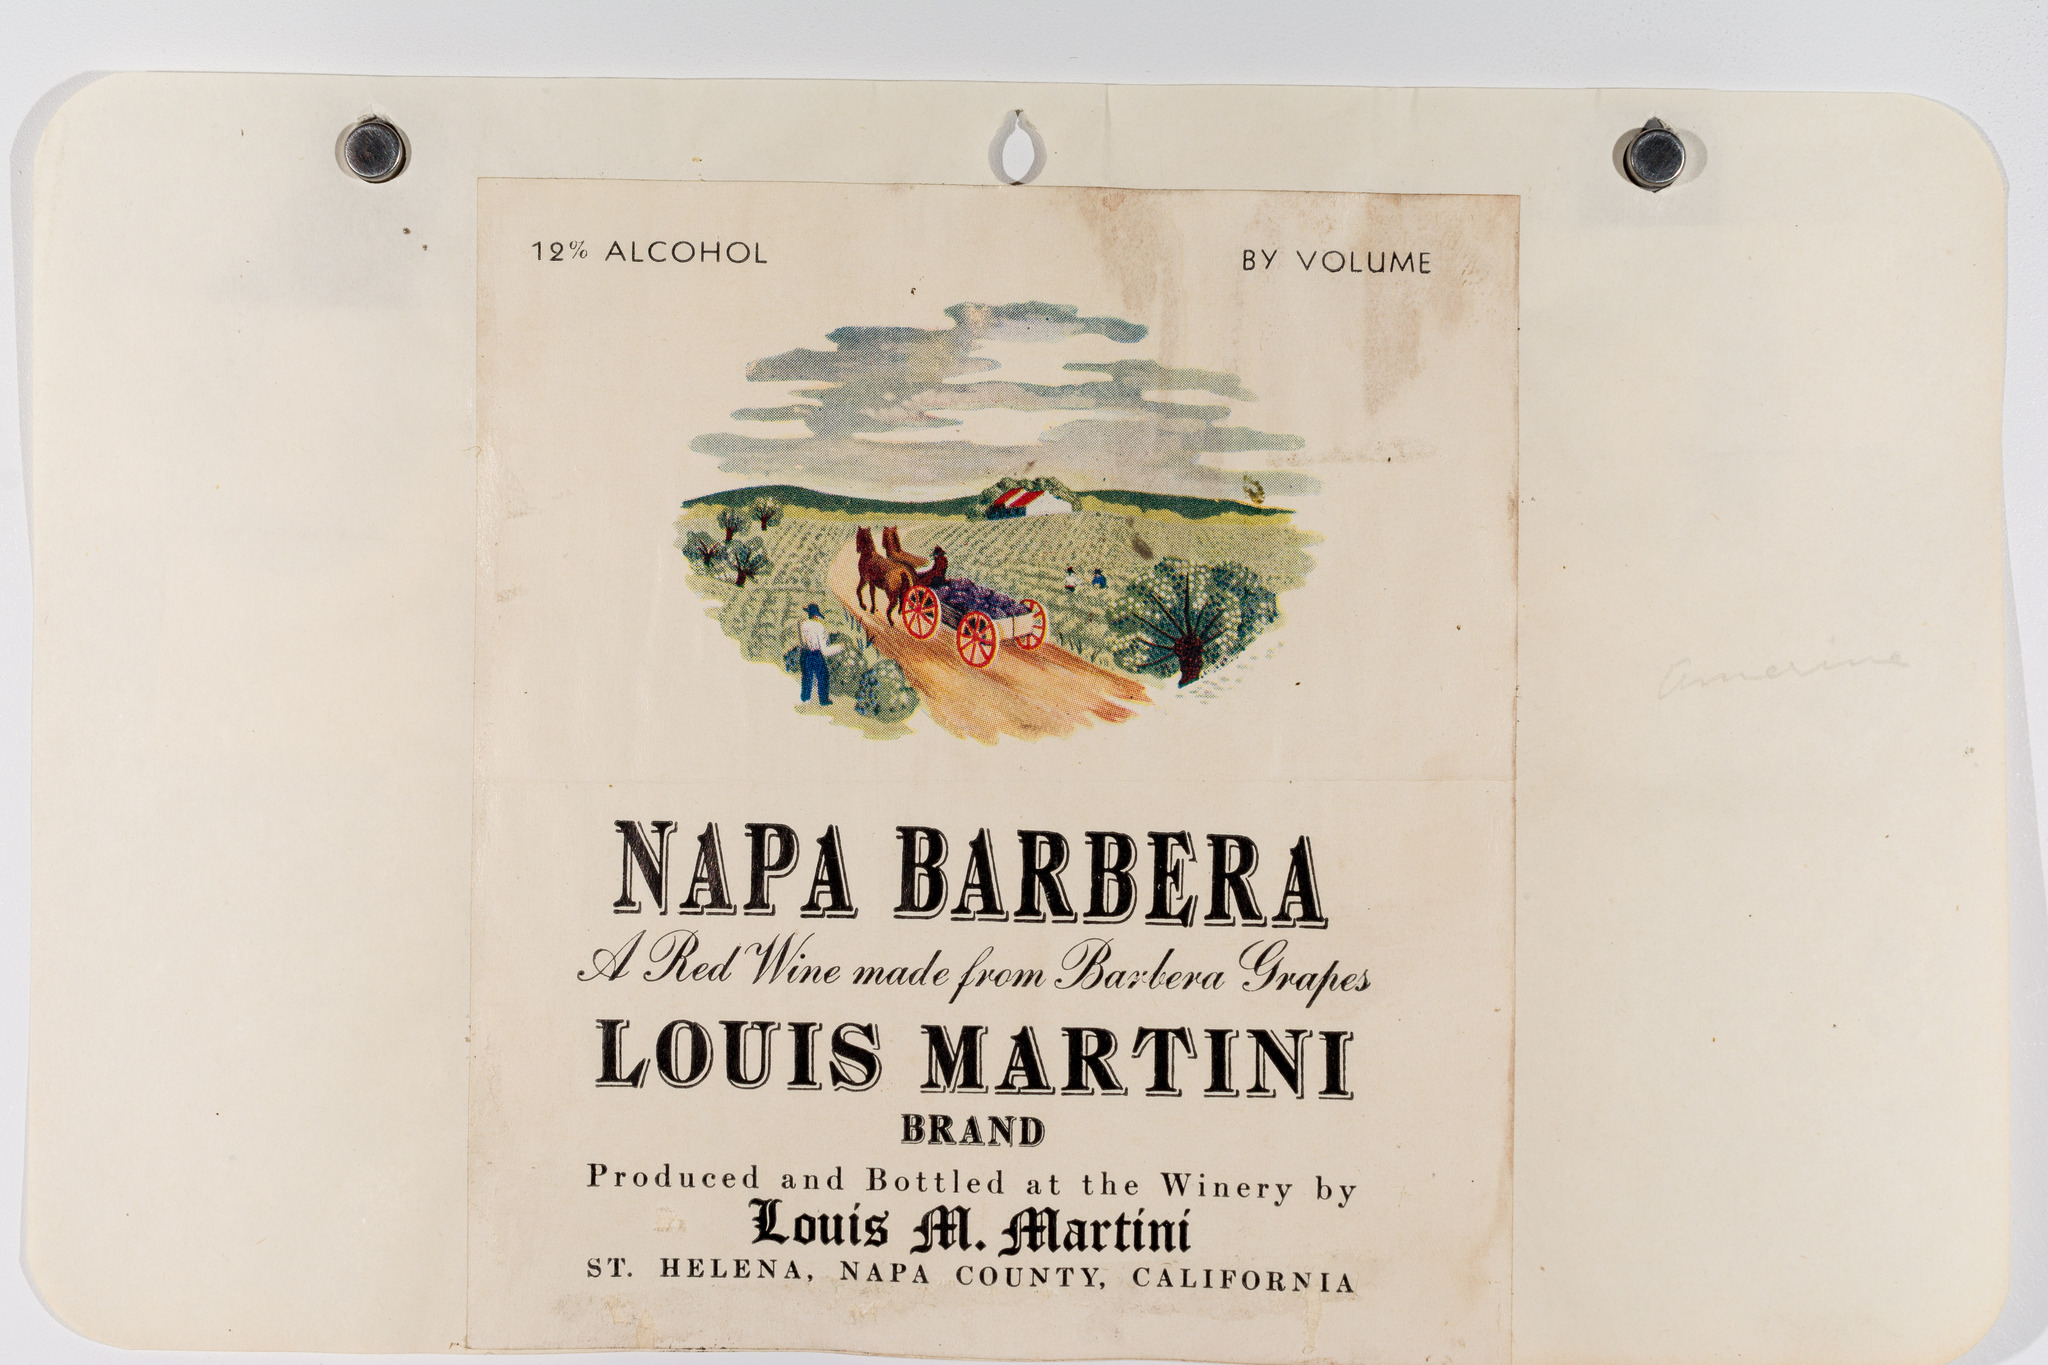 12% ALCOHOL BY VOLUME
NAPA BARBERA
A Red Wine made from Barbera Grapes
LOUIS MARTINI
BRAND
Produced and Bottled at the Winery by
Louis M. Martini
ST. HELENA, NAPA COUNTY, CALIFORNIA
Amerine